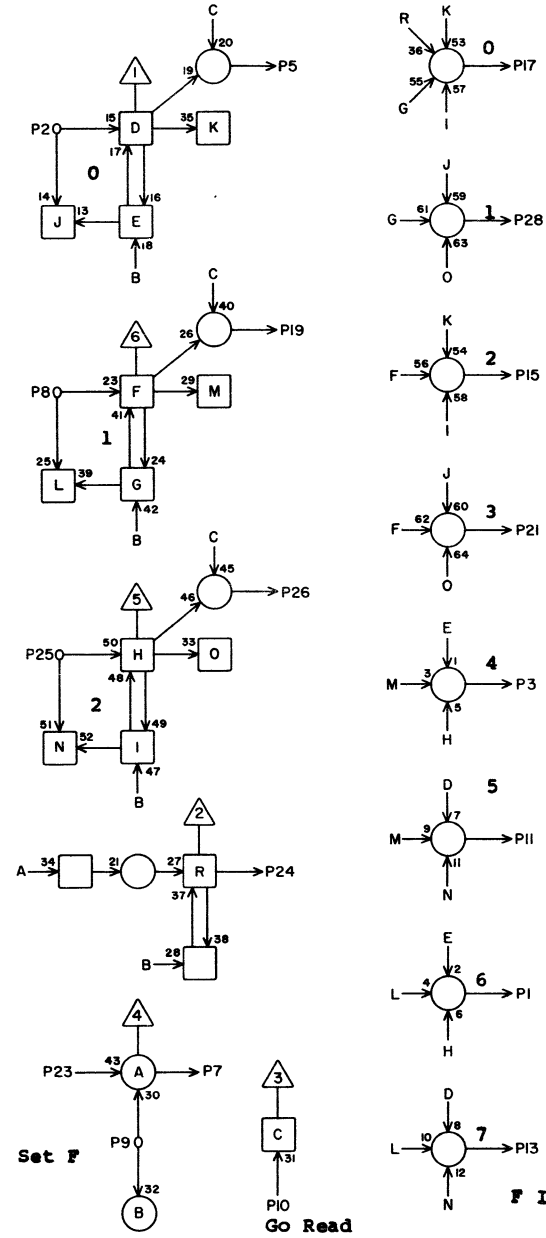 C
20
19
P5
1
P2
15
D
35
K
17
0
14
13
16
J
E
18
B
C
40
26
P19
6
P8
23
F
29
M
41
1
25
39
24
L
G
42
B
C
45
46
P26
5
P25
50
H
33
O
48
2
51
52
49
N
I
47
B
2
A
34
21
27
R
P24
37
38
B
28
4
P23
43
A
P7
30
P9
32
B
Set F
3
C
31
P10
Go Read
R
K
36
53
0
P17
55
57
G
I
J
59
G
61
1
P28
63
O
K
54
2
F
56
P15
58
I
J
60
3
F
62
P21
64
O
E
1
4
M
3
P3
5
H
D
5
7
M
9
P11
11
N
E
2
6
L
4
P1
6
H
D
8
7
L
10
P13
12
N
F I